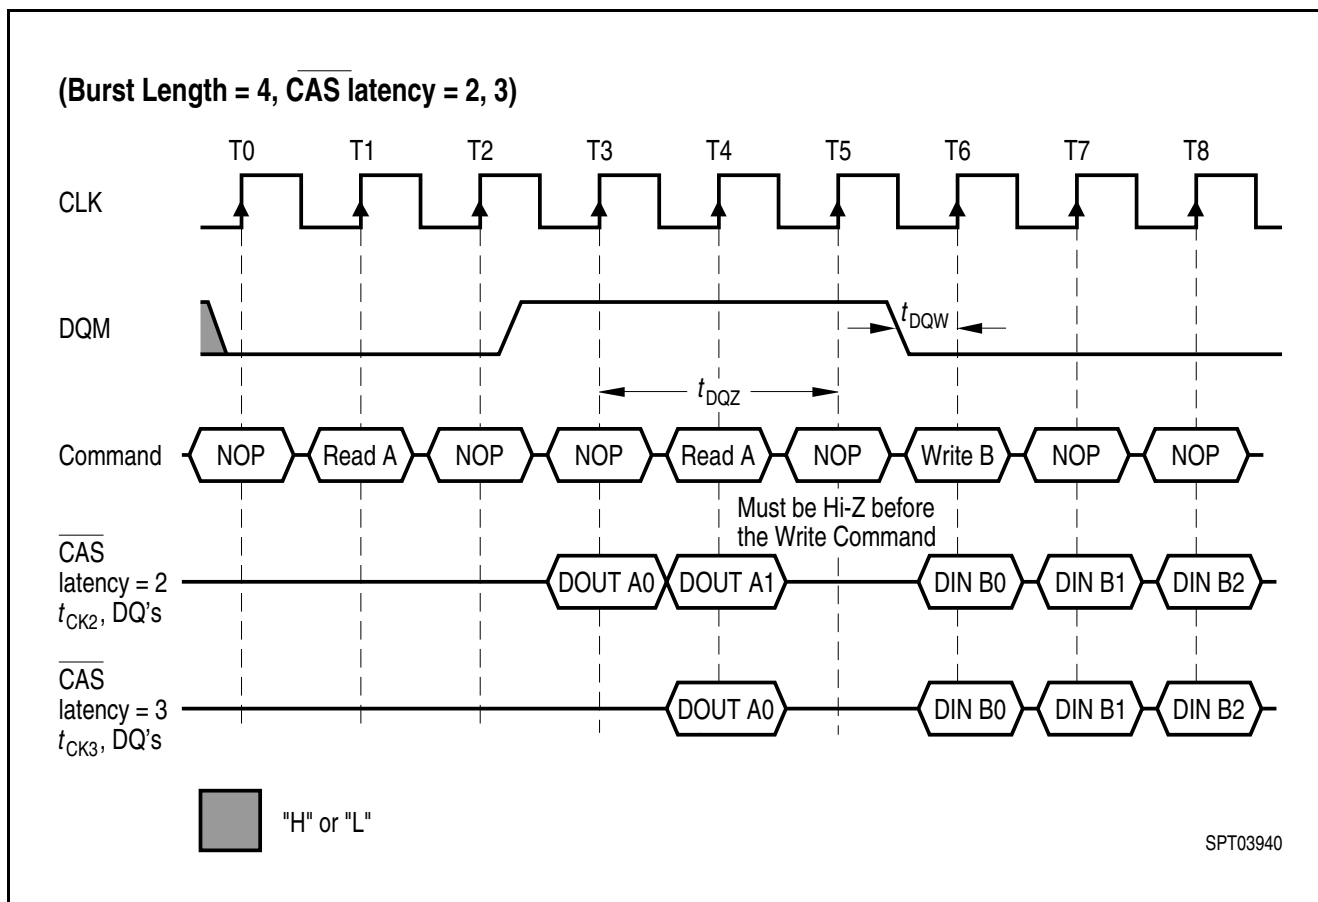 (Burst Length = 4, CAS latency = 2, 3)
T0 T1 T2 T3 T4 T5 T6 T7 T8
CLK
DQM
tDQW
tDQZ
Command NOP Read A NOP NOP Read A NOP Write B NOP NOP
Must be Hi-Z before
the Write Command
CAS
latency = 2 DOUT A0 DOUT A1 DIN B0 DIN B1 DIN B2
tCK2, DQ's
CAS
latency = 3 DOUT A0 DIN B0 DIN B1 DIN B2
tCK3, DQ's
"H" or "L"
SPT03940